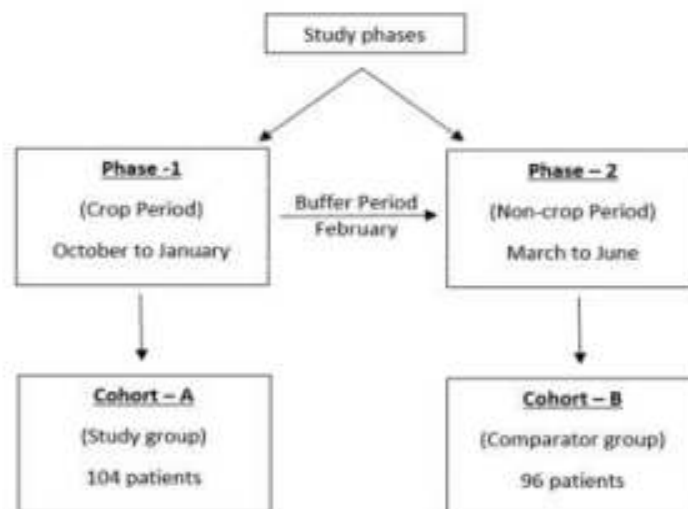 Study phases
Phase -1
(Crop Period)
October to January
Buffer Period
February
Phase – 2
(Non-crop Period)
March to June
Cohort – A
(Study group)
104 patients
Cohort – B
(Comparator group)
96 patients